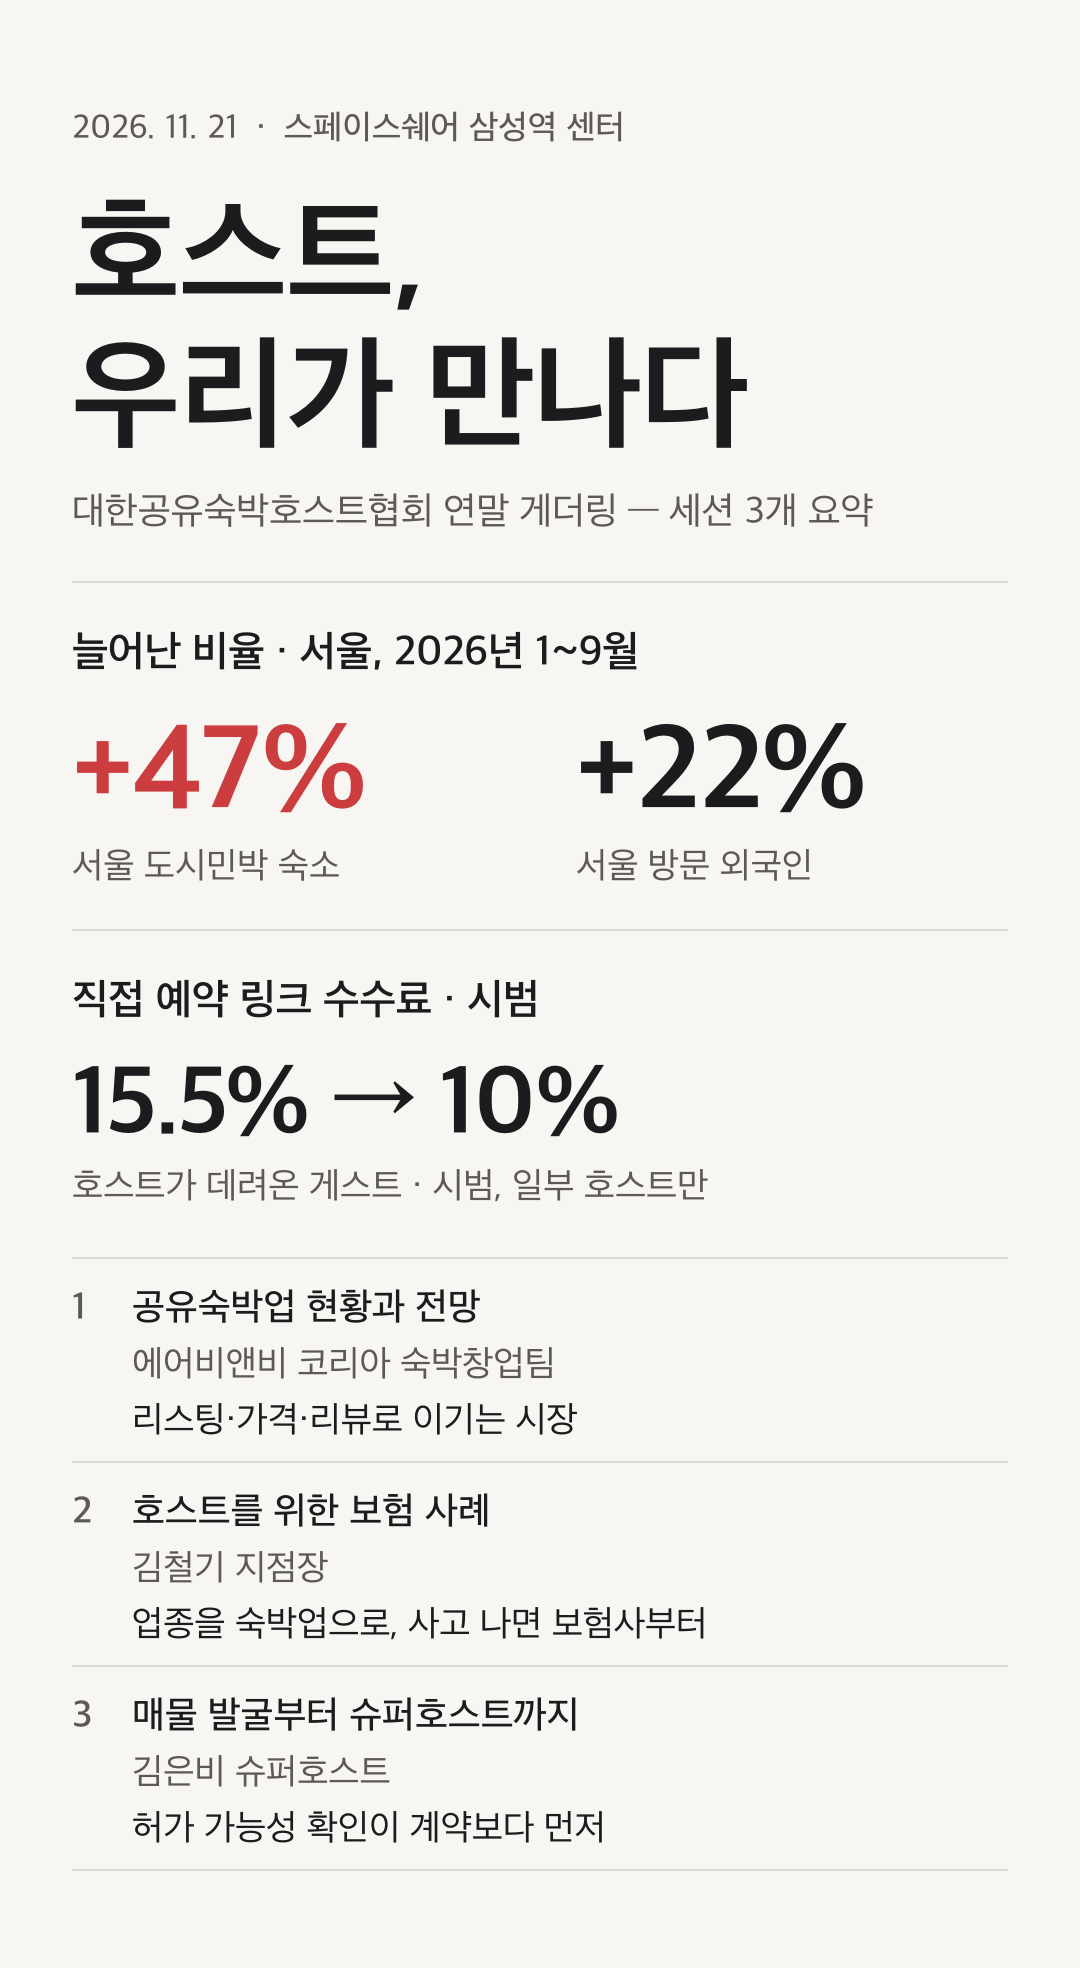 2026. 11. 21 · 스페이스쉐어 삼성역 센터
호스트,
우리가 만나다
대한공유숙박호스트협회 연말 게더링 — 세션 3개 요약
늘어난 비율 · 서울, 2026년 1~9월
+47% +22%
서울 도시민박 숙소 서울 방문 외국인
직접 예약 링크 수수료 · 시범
15.5% → 10%
호스트가 데려온 게스트 · 시범, 일부 호스트만
1 공유숙박업 현황과 전망
에어비앤비 코리아 숙박창업팀
리스팅·가격·리뷰로 이기는 시장
2 호스트를 위한 보험 사례
김철기 지점장
업종을 숙박업으로, 사고 나면 보험사부터
3 매물 발굴부터 슈퍼호스트까지
김은비 슈퍼호스트
허가 가능성 확인이 계약보다 먼저